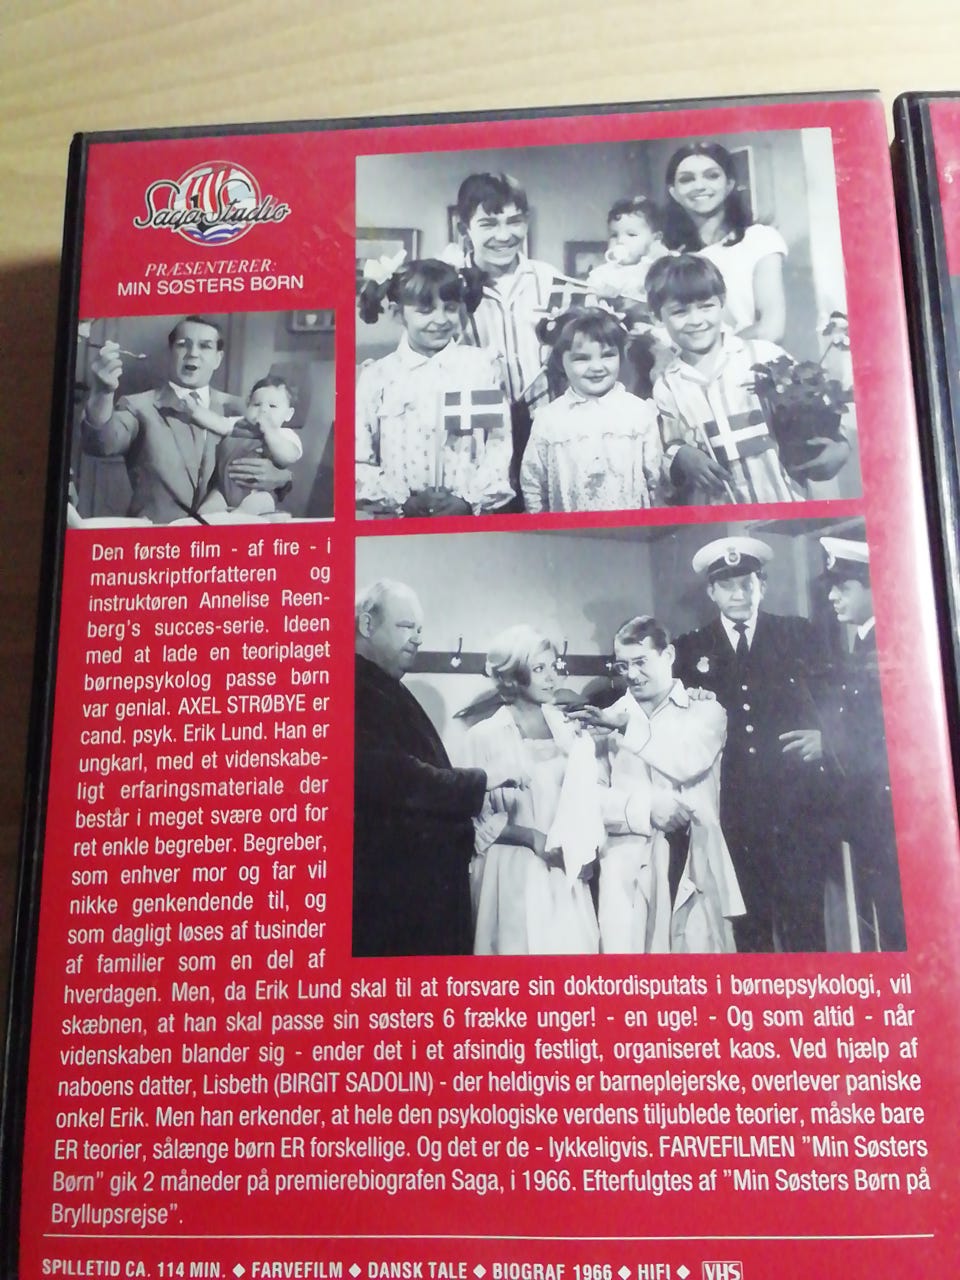 Saga Studio
PRÆSENTERER:
MIN SØSTERS BØRN
Den første film - af fire - i
manuskriptforfatteren og
instruktøren Annelise Reen-
berg's succes-serie. Ideen
med at lade en teoriplaget
børnepsykolog passe børn
var genial. AXEL STRØBYE er
cand. psyk. Erik Lund. Han er
ungkarl, med et videnskabe-
ligt erfaringsmateriale der
består i meget svære ord for
ret enkle begreber. Begreber,
som enhver mor og far vil
nikke genkendende til, og
som dagligt løses af tusinder
af familier som en del af
hverdagen. Men, da Erik Lund skal til at forsvare sin doktordisputats i børnepsykologi, vil
skæbnen, at han skal passe sin søsters 6 frække unger! - en uge! - Og som altid - når
videnskaben blander sig - ender det i et afsindig festligt, organiseret kaos. Ved hjælp af
naboens datter, Lisbeth (BIRGIT SADOLIN) - der heldigvis er barneplejerske, overlever paniske
onkel Erik. Men han erkender, at hele den psykologiske verdens tiljublede teorier, måske bare
ER teorier, sålænge børn ER forskellige. Og det er de - lykkeligvis. FARVEFILMEN "Min Søsters
Børn" gik 2 måneder på premierebiografen Saga, i 1966. Efterfulgtes af "Min Søsters Børn på
Bryllupsrejse".
SPILLETID CA. 114 MIN. ◆ FARVEFILM ◆ DANSK TALE ◆ BIOGRAF 1966 ◆ HIFI ◆ VHS